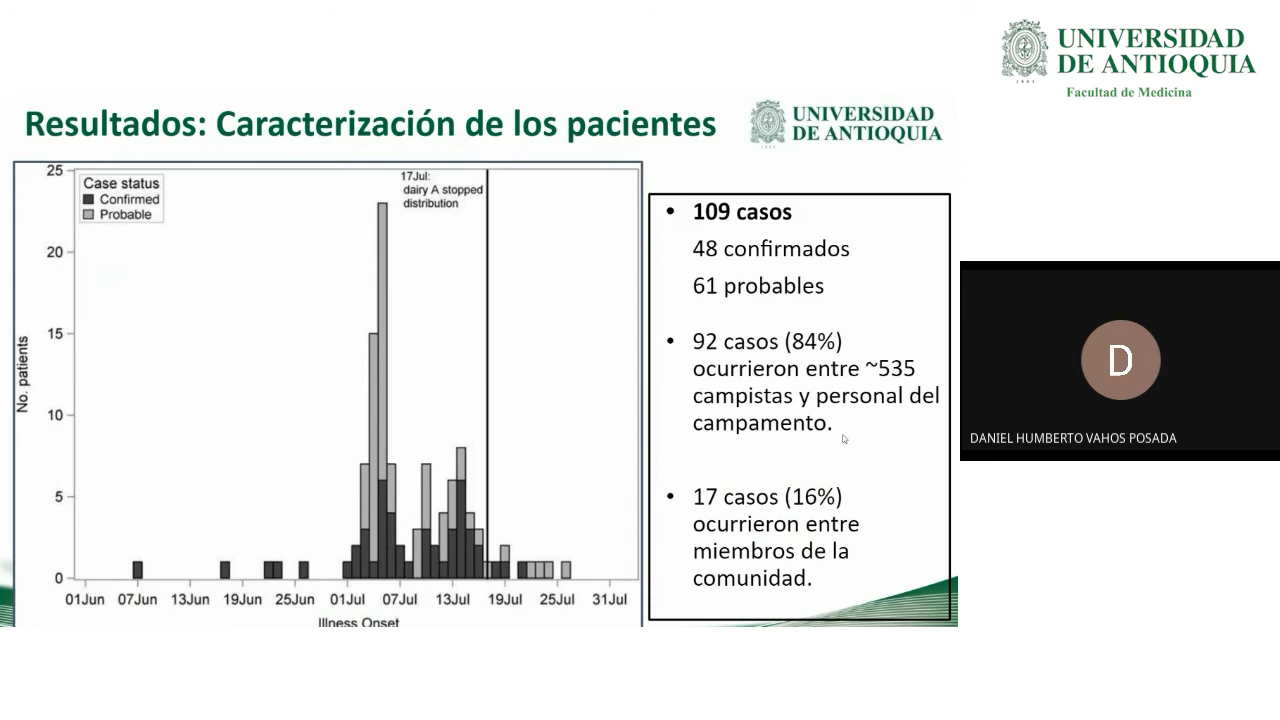 UNIVERSIDAD
DE ANTIOQUIA
1803
Facultad de Medicina
Resultados: Caracterización de los pacientes
UNIVERSIDAD
DE ANTIOQUIA
25
20
15
10
5
0
No. patients
Case status
Confirmed
Probable
17Jul:
dairy A stopped
distribution
01Jun 07Jun 13Jun 19Jun 25Jun 01Jul 07Jul 13Jul 19Jul 25Jul 31Jul
Illness Onset
• 109 casos
48 confirmados
61 probables
• 92 casos (84%)
ocurrieron entre ~535
campistas y personal del
campamento.
• 17 casos (16%)
ocurrieron entre
miembros de la
comunidad.
D
DANIEL HUMBERTO VAHOS POSADA